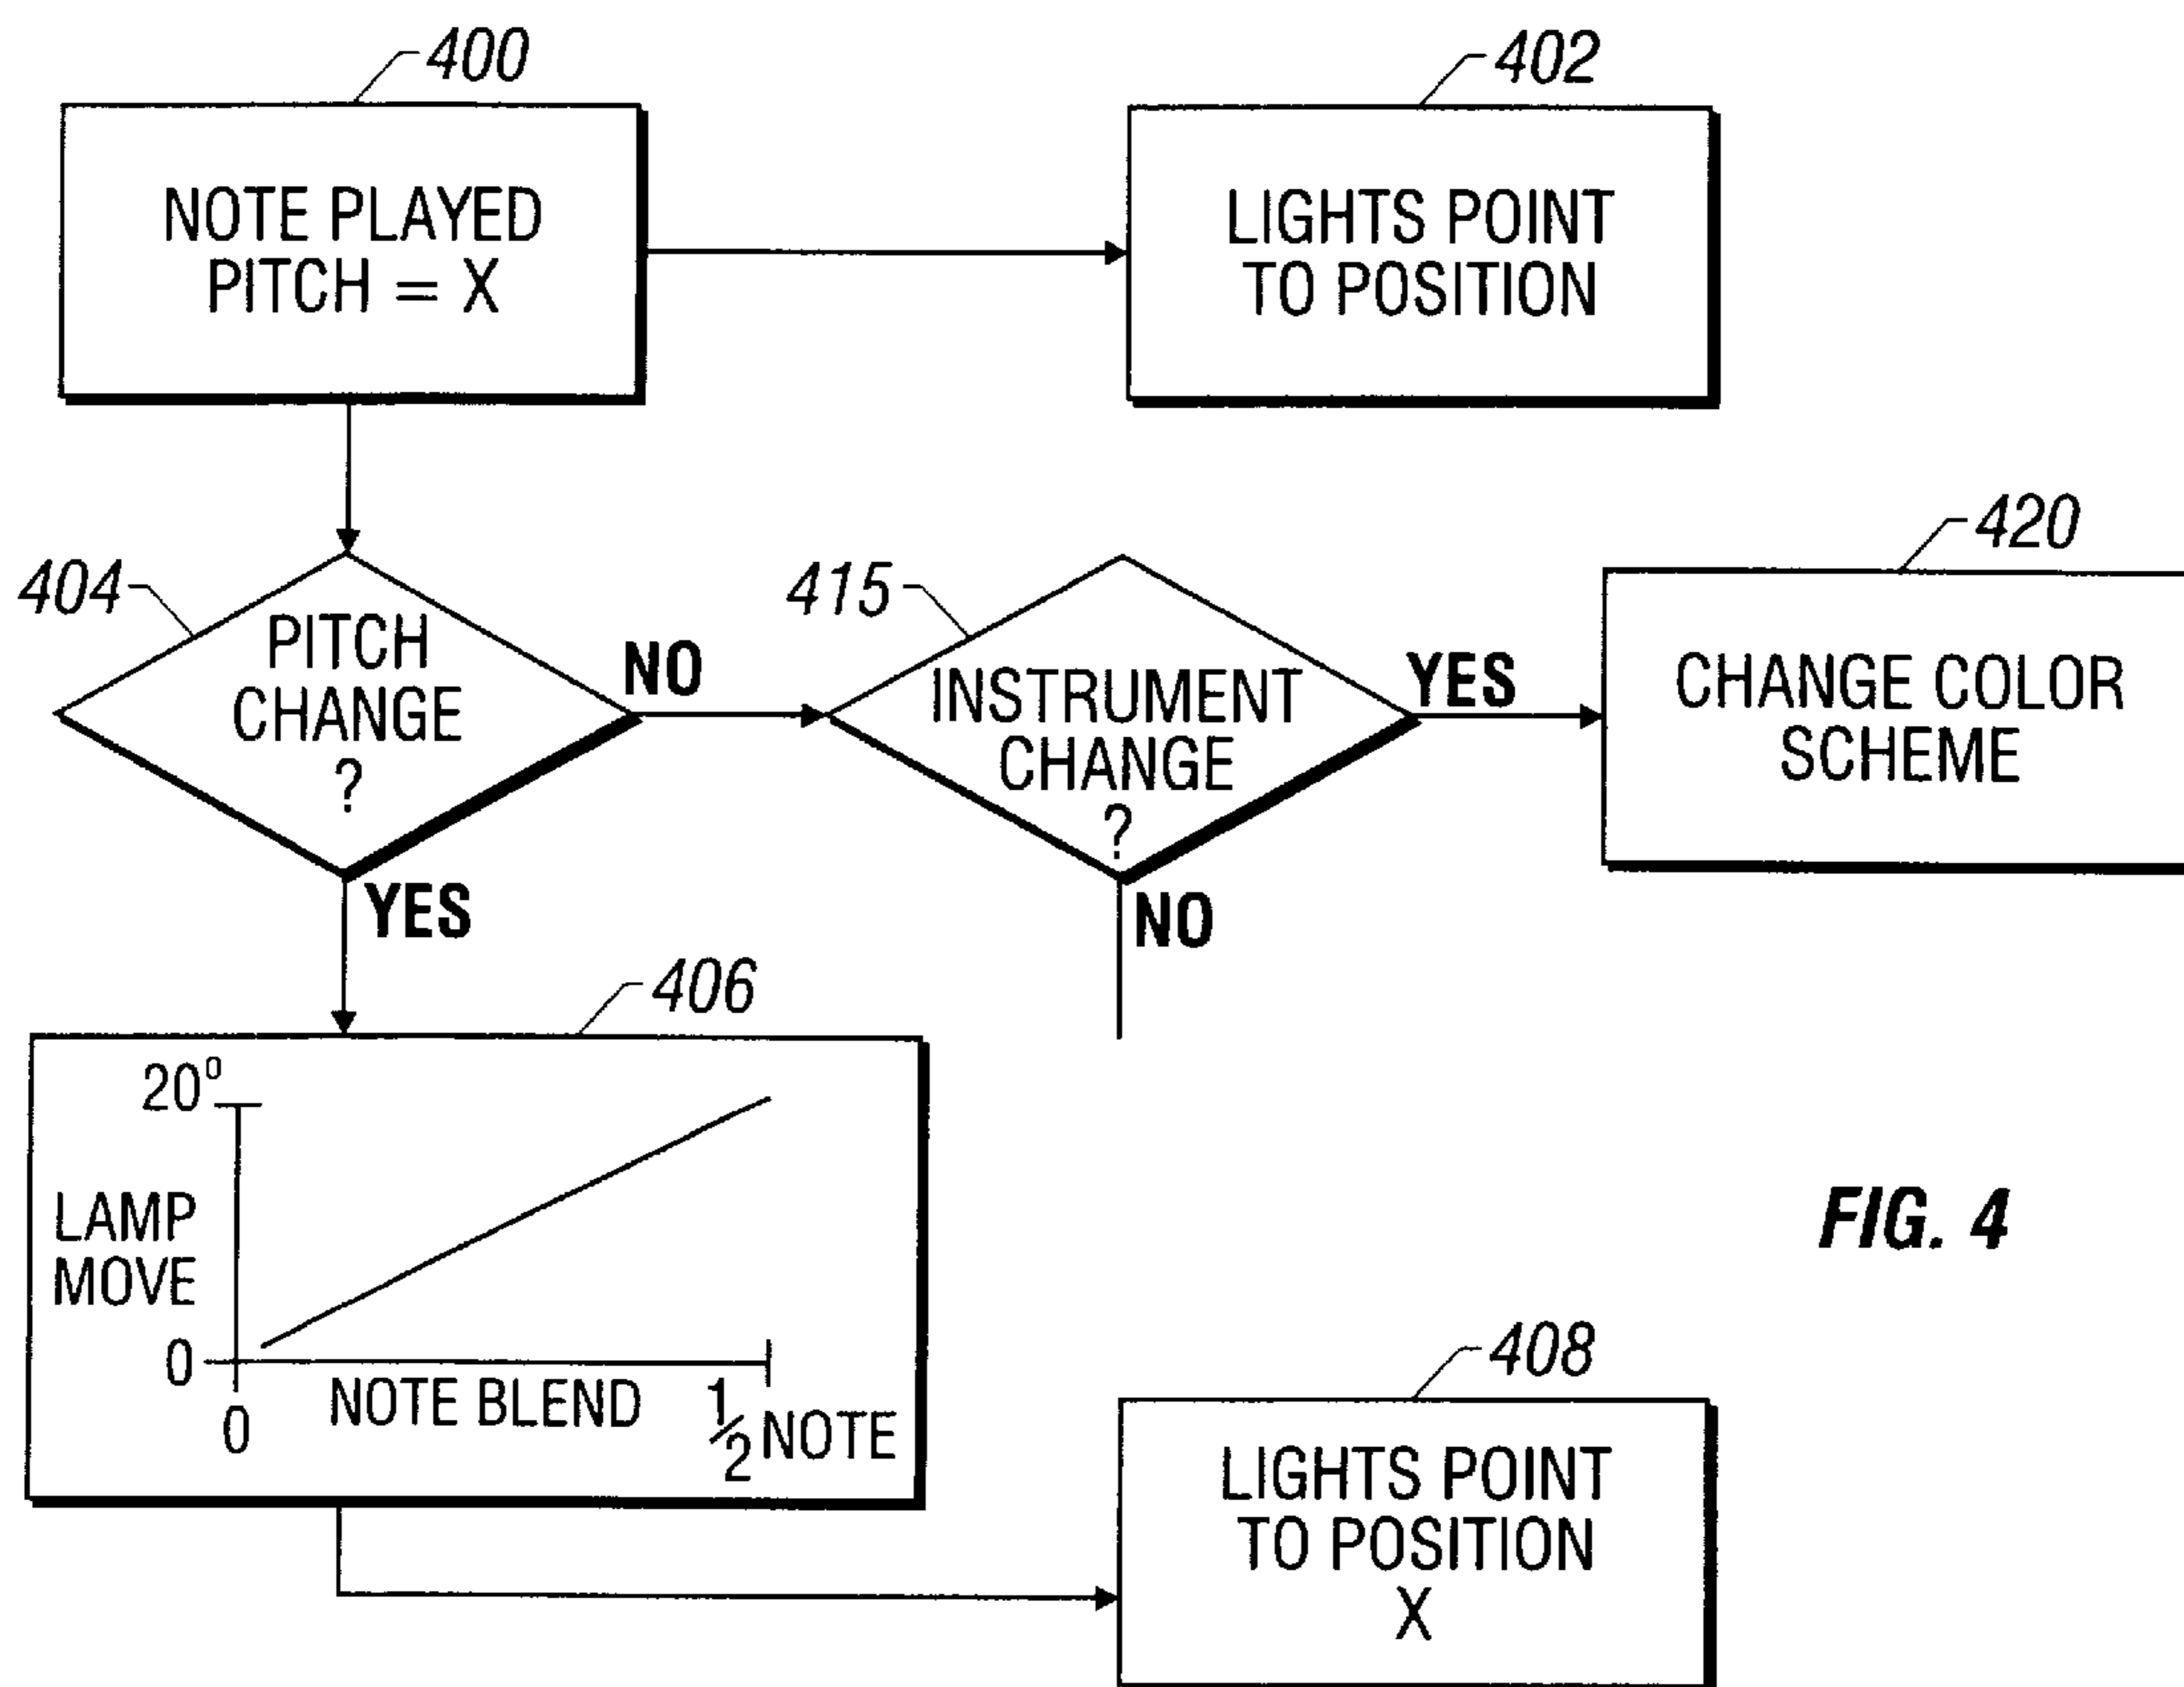 400
NOTE PLAYED
PITCH = X
402
LIGHTS POINT
TO POSITION
404
PITCH
CHANGE
?
NO
YES
415
INSTRUMENT
CHANGE
?
YES
NO
420
CHANGE COLOR
SCHEME
406
20°
LAMP
MOVE
0
0
NOTE BLEND
1/2 NOTE
408
LIGHTS POINT
TO POSITION
X
FIG. 4